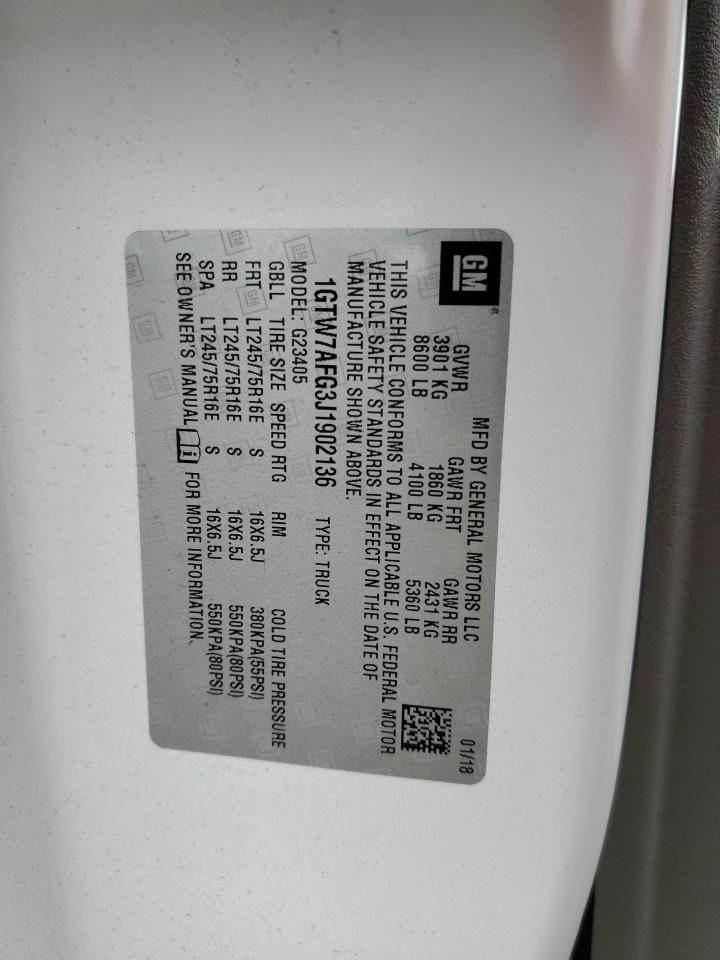 GM
MFD BY GENERAL MOTORS LLC 01/18
GVWR GAWR FRT GAWR RR
3901 KG 1860 KG 2431 KG
8600 LB 4100 LB 5360 LB
THIS VEHICLE CONFORMS TO ALL APPLICABLE U.S. FEDERAL MOTOR
VEHICLE SAFETY STANDARDS IN EFFECT ON THE DATE OF
MANUFACTURE SHOWN ABOVE.
1GTW7AFG3J1902136 TYPE: TRUCK
MODEL: G23405
GBLL TIRE SIZE SPEED RTG RIM COLD TIRE PRESSURE
FRT LT245/75R16E S 16X6.5J 380KPA(55PSI)
RR LT245/75R16E S 16X6.5J 550KPA(80PSI)
SPA LT245/75R16E S 16X6.5J 550KPA(80PSI)
SEE OWNER'S MANUAL i FOR MORE INFORMATION.